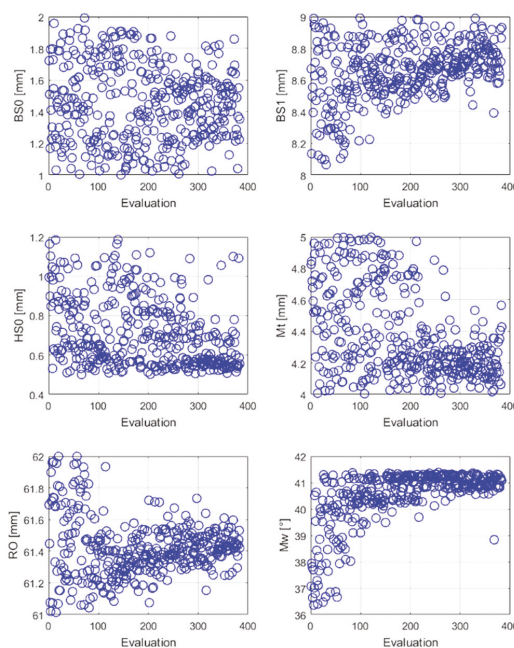 2
1.8
1.6
1.4
1.2
1
BS0 [mm]
0 100 200 300 400
Evaluation
9
8.8
8.6
8.4
8.2
8
BS1 [mm]
0 100 200 300 400
Evaluation
1.2
1
0.8
0.6
0.4
HS0 [mm]
0 100 200 300 400
Evaluation
5
4.8
4.6
4.4
4.2
4
Mt [mm]
0 100 200 300 400
Evaluation
62
61.8
61.6
61.4
61.2
61
RO [mm]
0 100 200 300 400
Evaluation
42
41
40
39
38
37
36
Mw [°]
0 100 200 300 400
Evaluation